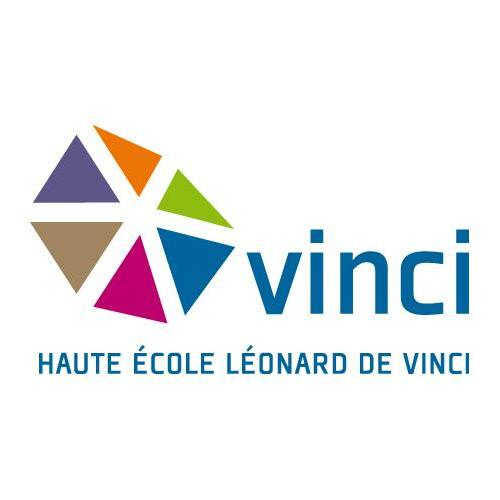 vinci
HAUTE ÉCOLE LÉONARD DE VINCI